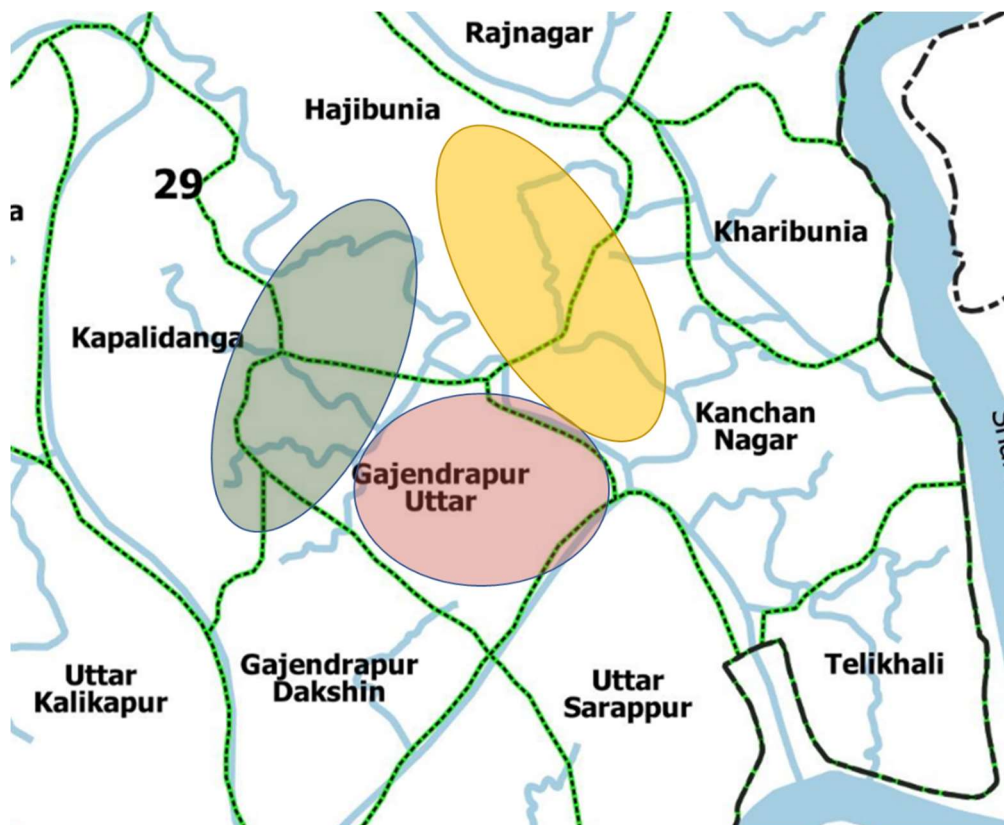 Rajnagar
Hajibunia
29
a
Kharibunia
Kapalidanga
Kanchan
Nagar
Gajendrapur
Uttar
Gajendrapur
Dakshin
Uttar
Kalikapur
Uttar
Sarappur
Telikhali